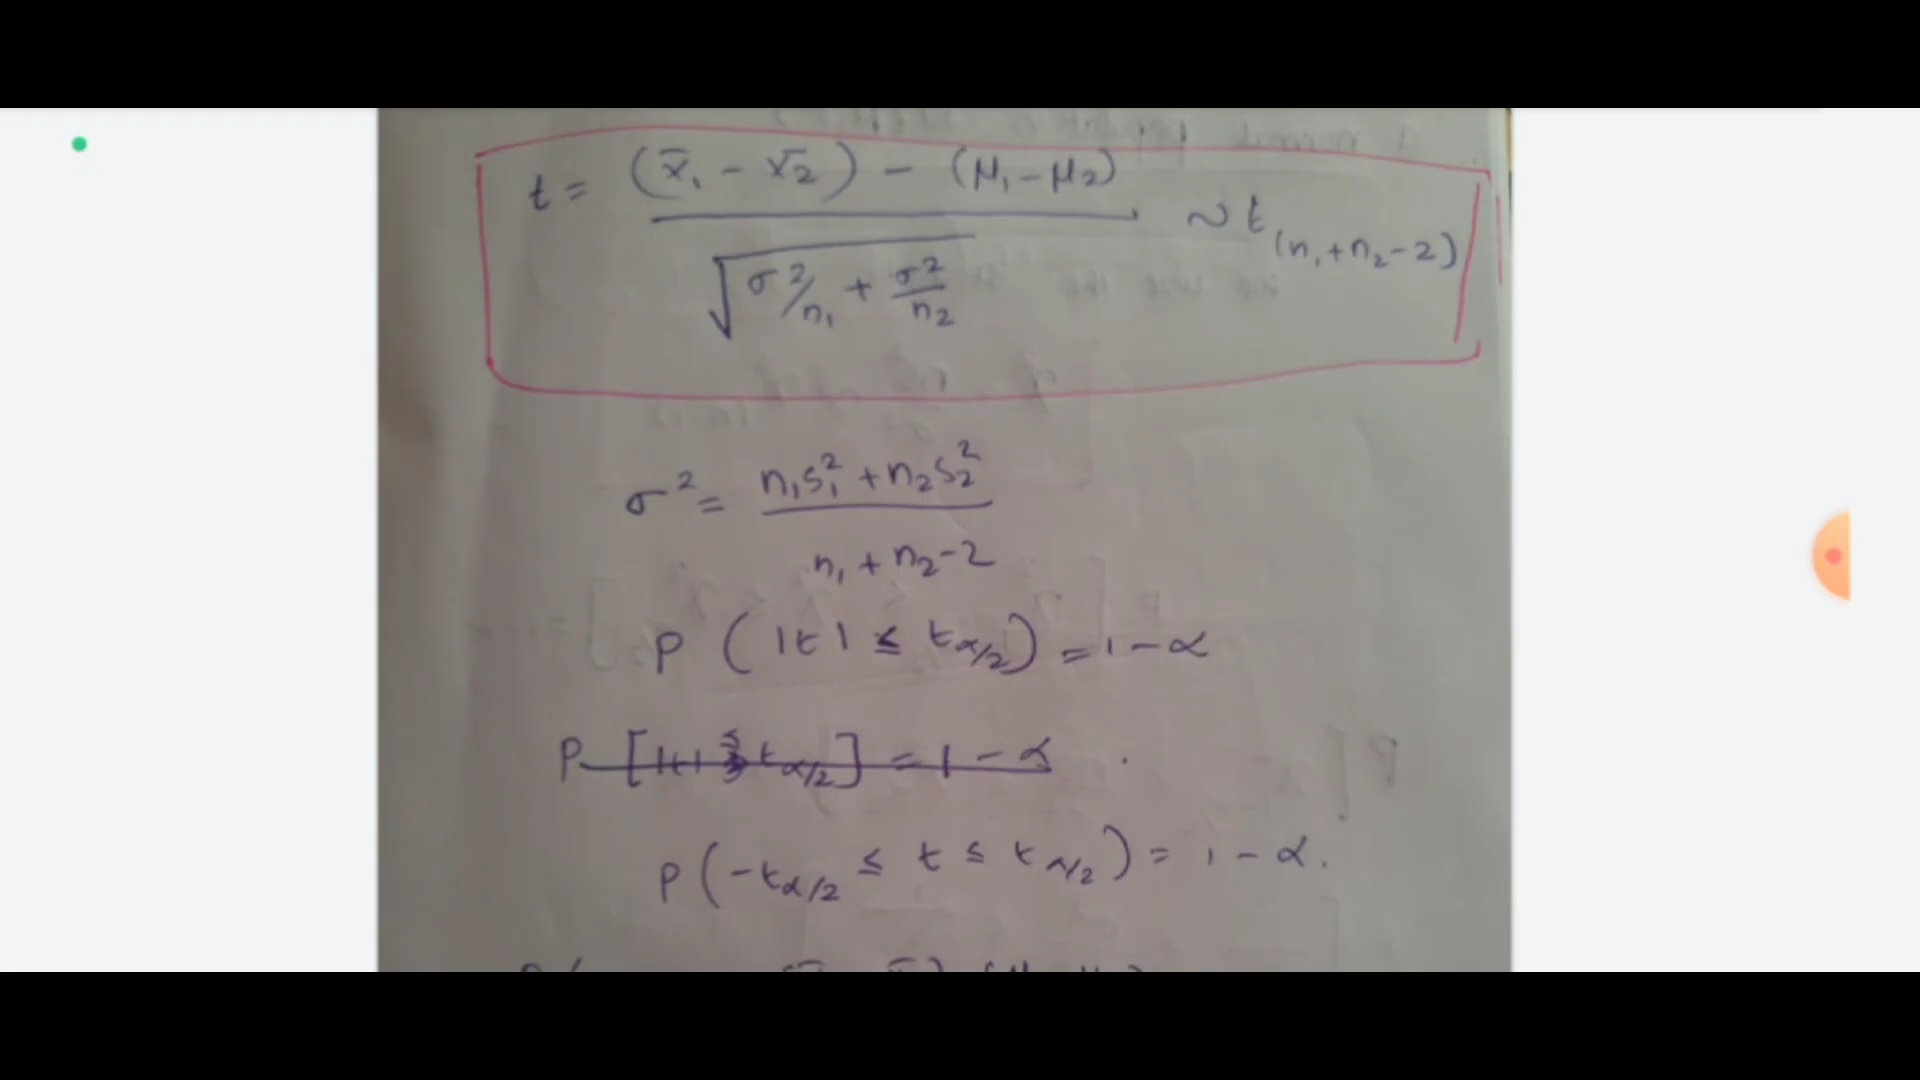 t = (x̄₁ - x̄₂) - (μ₁ - μ₂) / √(σ²/n₁ + σ²/n₂) ~ t(n₁+n₂-2)
σ² = n₁s₁² + n₂s₂² / n₁ + n₂ - 2
P (|t| ≤ tα/2) = 1 - α
P [|t| ≤ tα/2] = 1 - α .
P (-tα/2 ≤ t ≤ tα/2) = 1 - α.